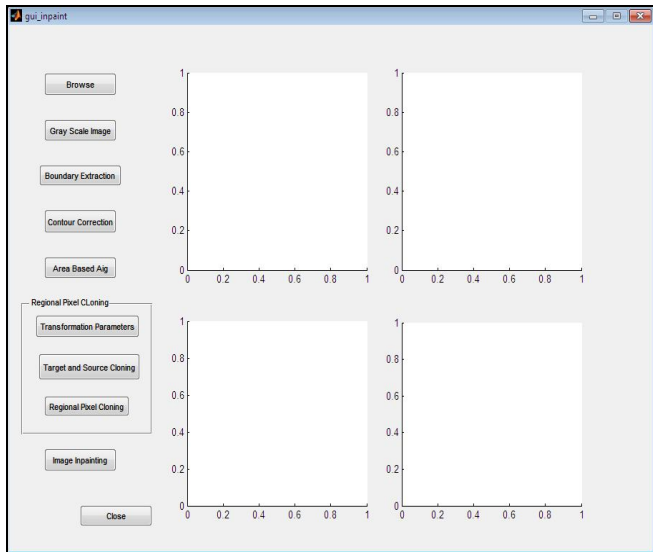 gui_inpaint
Browse
Gray Scale Image
Boundary Extraction
Contour Correction
Area Based Aig
Regional Pixel CLoning
Transformation Parameters
Target and Source Cloning
Regional Pixel Cloning
Image Inpainting
Close
1
0.8
0.6
0.4
0.2
0
0 0.2 0.4 0.6 0.8 1
1
0.8
0.6
0.4
0.2
0
0 0.2 0.4 0.6 0.8 1
1
0.8
0.6
0.4
0.2
0
0 0.2 0.4 0.6 0.8 1
1
0.8
0.6
0.4
0.2
0
0 0.2 0.4 0.6 0.8 1